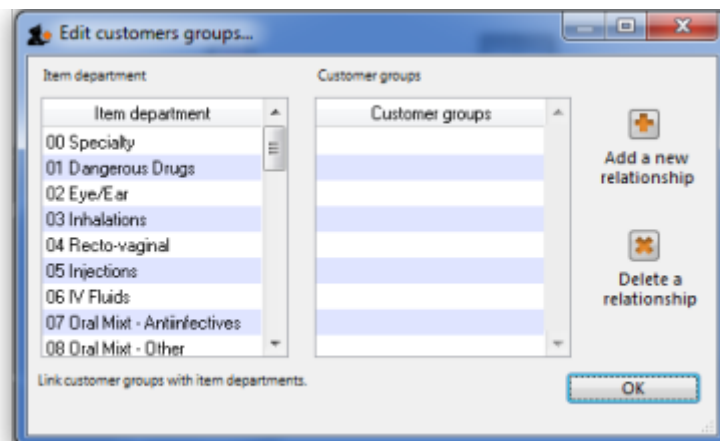 Edit customers groups...
Item department
Customer groups
Item department
Customer groups
00 Specialty
01 Dangerous Drugs
02 Eye/Ear
03 Inhalations
04 Recto-vaginal
05 Injections
06 IV Fluids
07 Oral Mixt - Antiinfectives
08 Oral Mixt - Other
Add a new
relationship
Delete a
relationship
Link customer groups with item departments.
OK